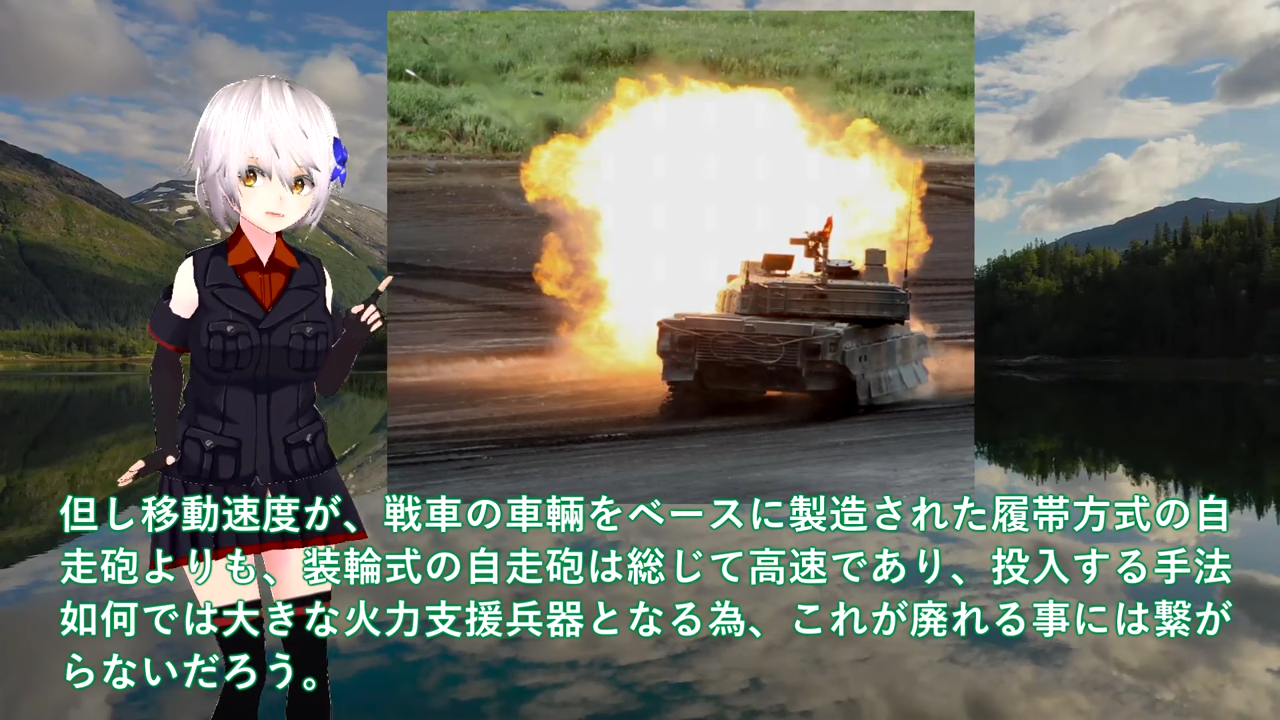 但し移動速度が、戦車の車輌をベースに製造された履帯方式の自
走砲よりも、装輪式の自走砲は総じて高速であり、投入する手法
如何では大きな火力支援兵器となる為、これが廃れる事には繋が
らないだろう。